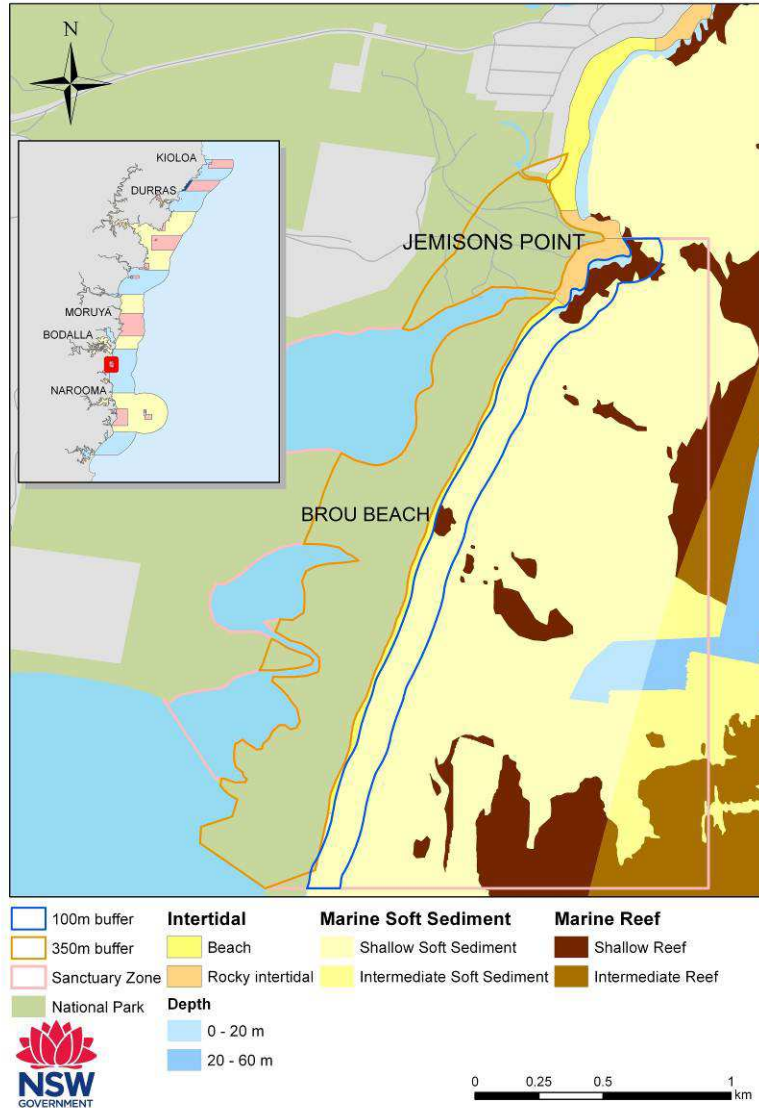 N
KIOLOA
DURRAS
MORUYA
BODALLA
NAROOMA
JEMISONS POINT
BROU BEACH
100m buffer
350m buffer
Sanctuary Zone
National Park
Intertidal
Beach
Rocky intertidal
Depth
0 - 20 m
20 - 60 m
Marine Soft Sediment
Shallow Soft Sediment
Intermediate Soft Sediment
Marine Reef
Shallow Reef
Intermediate Reef
NSW
GOVERNMENT
0 0.25 0.5 1
km